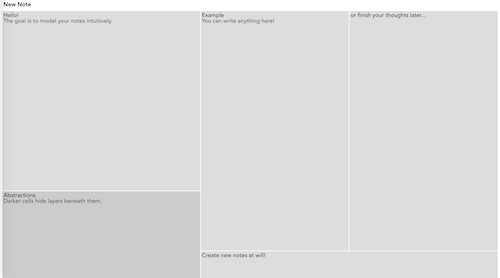 New Note
Hello!
The goal is to model your notes intuitively.
Example
You can write anything here!
or finish your thoughts later...
Abstractions
Darker cells hide layers beneath them.
Create new notes at will!